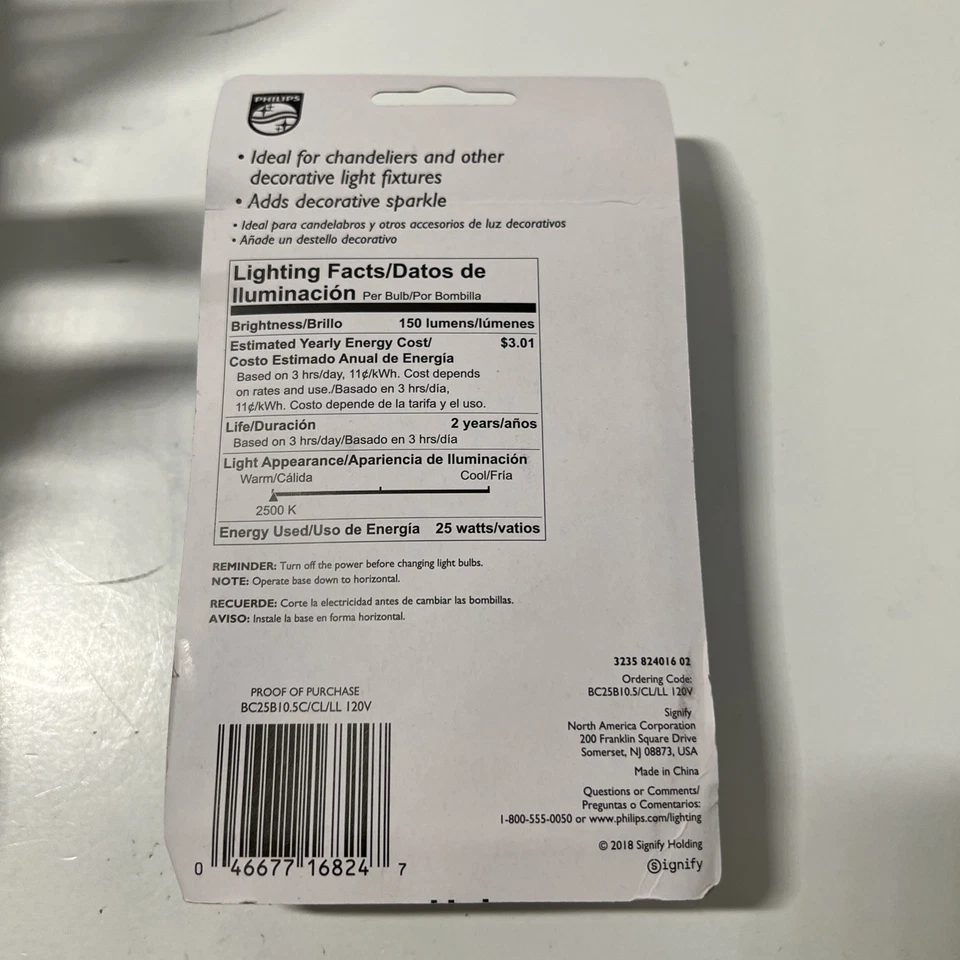 PHILIPS
• Ideal for chandeliers and other
decorative light fixtures
• Adds decorative sparkle
• Ideal para candelabros y otros accesorios de luz decorativos
• Añade un destello decorativo
Lighting Facts/Datos de
Iluminación Per Bulb/Por Bombilla
Brightness/Brillo 150 lumens/lúmenes
Estimated Yearly Energy Cost/ $3.01
Costo Estimado Anual de Energía
Based on 3 hrs/day, 11¢/kWh. Cost depends
on rates and use./Basado en 3 hrs/día,
11¢/kWh. Costo depende de la tarifa y el uso.
Life/Duración 2 years/años
Based on 3 hrs/day/Basado en 3 hrs/día
Light Appearance/Apariencia de Iluminación
Warm/Cálida Cool/Fría
2500 K
Energy Used/Uso de Energía 25 watts/vatios
REMINDER: Turn off the power before changing light bulbs.
NOTE: Operate base down to horizontal.
RECUERDE: Corte la electricidad antes de cambiar las bombillas.
AVISO: Instale la base en forma horizontal.
PROOF OF PURCHASE
BC25B10.5C/CL/LL 120V
0 46677 16824 7
3235 824016 02
Ordering Code:
BC25B10.5/CL/LL 120V
Signify
North America Corporation
200 Franklin Square Drive
Somerset, NJ 08873, USA
Made in China
Questions or Comments/
Preguntas o Comentarios:
1-800-555-0050 or www.philips.com/lighting
© 2018 Signify Holding
Signify